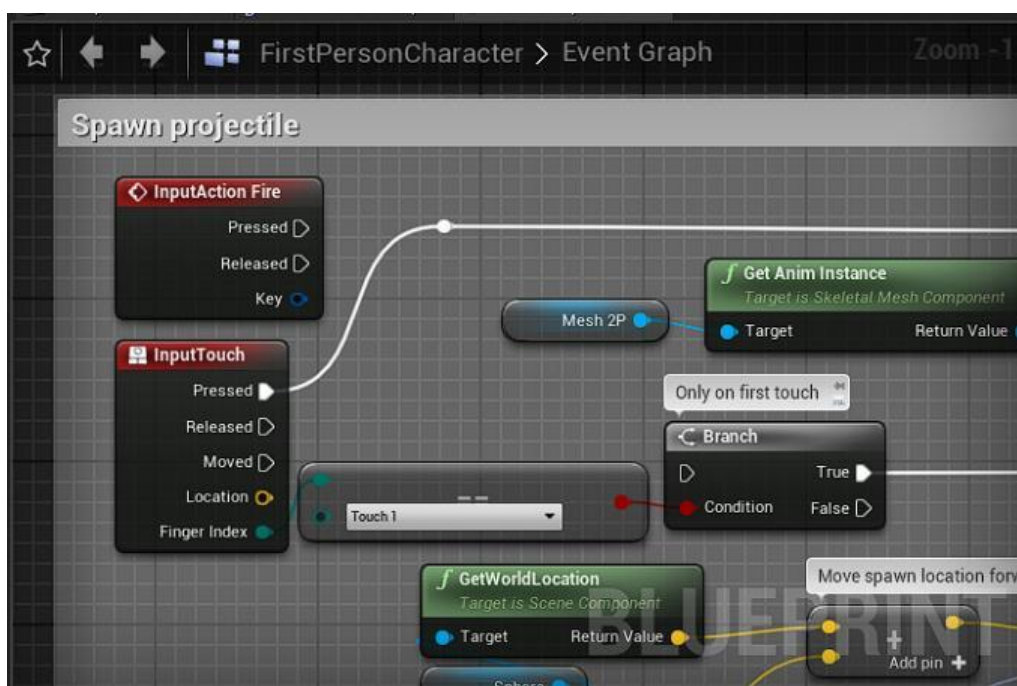 FirstPersonCharacter > Event Graph
Zoom -1
Spawn projectile
InputAction Fire
Pressed
Released
Key
Get Anim Instance
Target is Skeletal Mesh Component
Mesh 2P
Target
Return Value
InputTouch
Pressed
Released
Moved
Location
Finger Index
Only on first touch
Branch
True
Condition
False
==
Touch 1
GetWorldLocation
Target is Scene Component
Target
Return Value
Move spawn location forw
BLUEPRINT
Add pin +
Sphere